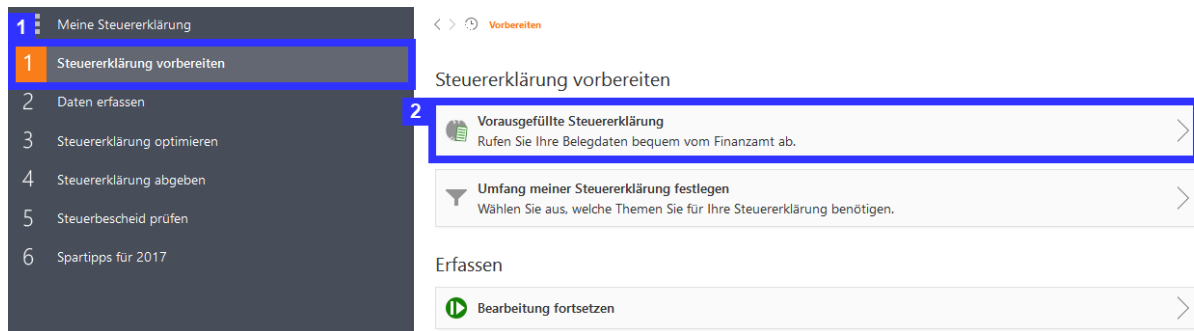 1
Meine Steuererklärung
1 Steuererklärung vorbereiten
2 Daten erfassen
3 Steuererklärung optimieren
4 Steuererklärung abgeben
5 Steuerbescheid prüfen
6 Spartipps für 2017
Vorbereiten
Steuererklärung vorbereiten
2
Vorausgefüllte Steuererklärung
Rufen Sie Ihre Belegdaten bequem vom Finanzamt ab.
Umfang meiner Steuererklärung festlegen
Wählen Sie aus, welche Themen Sie für Ihre Steuererklärung benötigen.
Erfassen
Bearbeitung fortsetzen